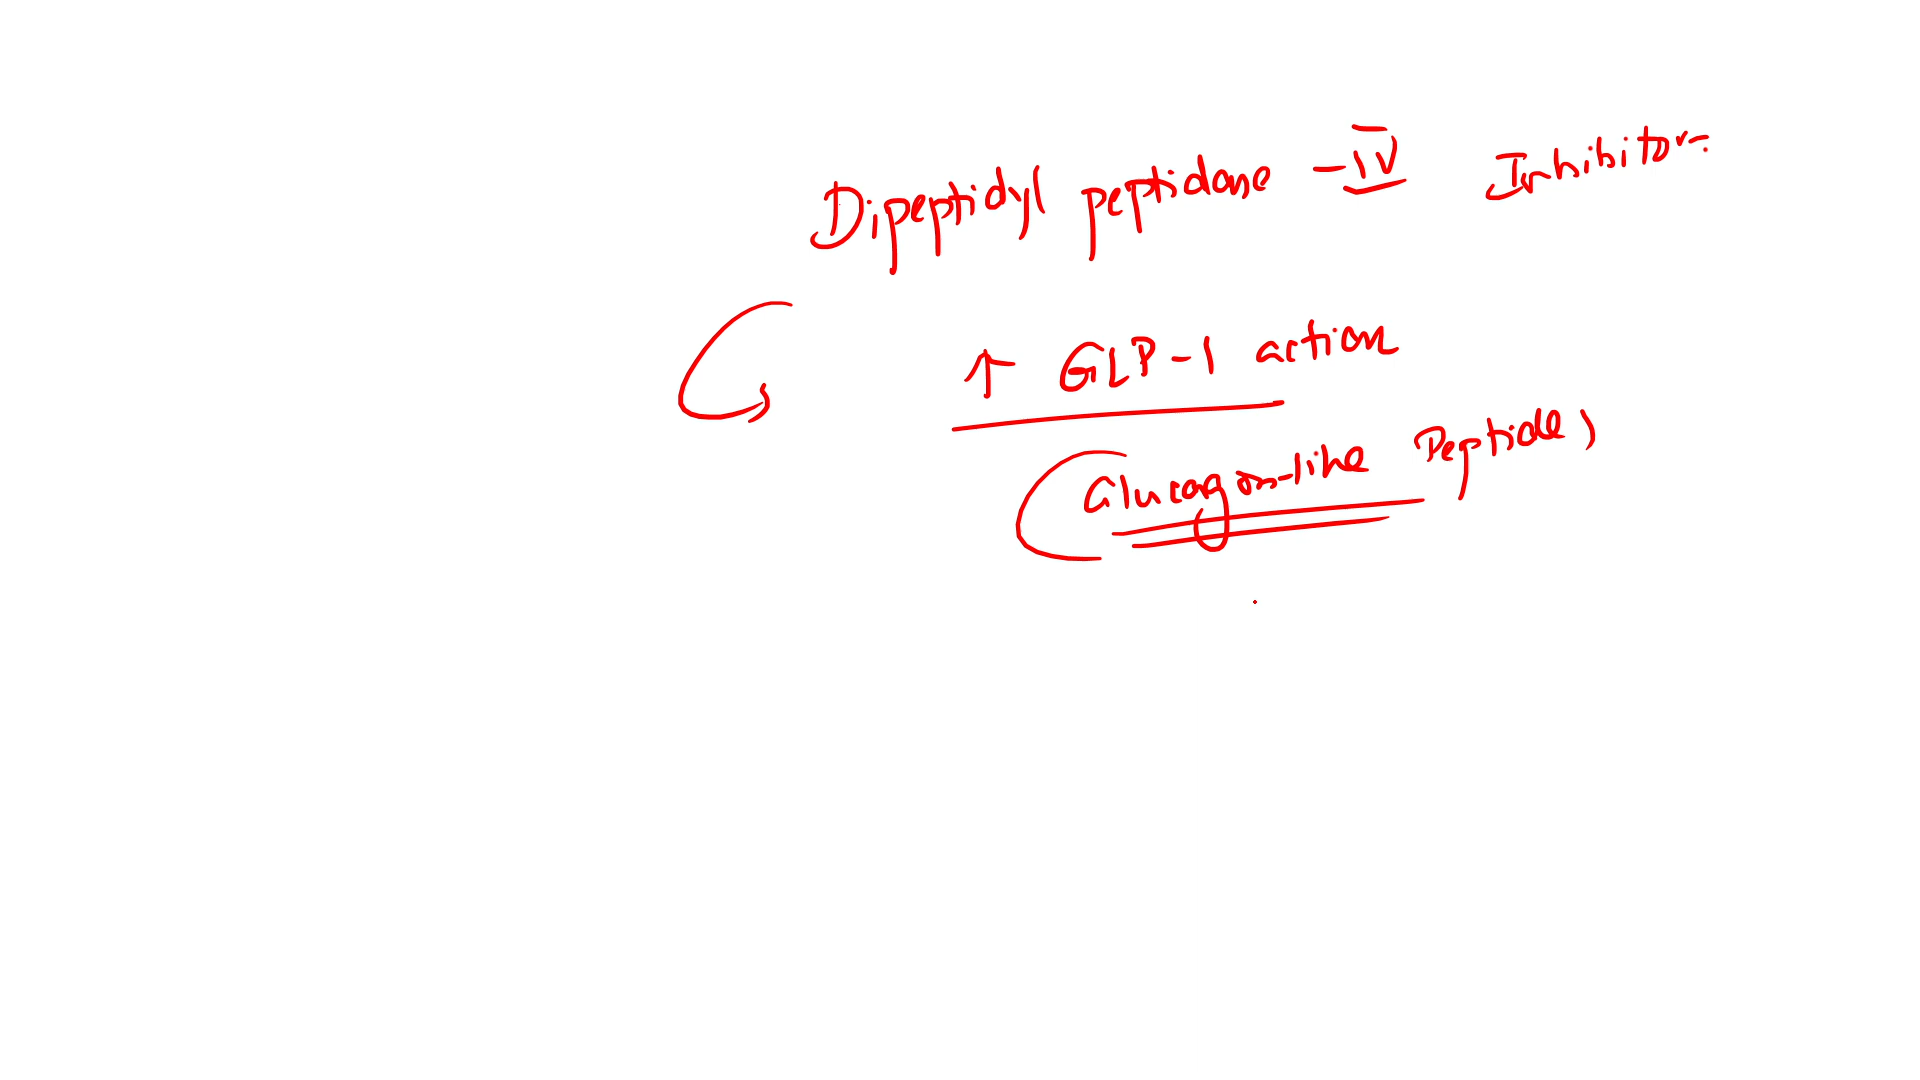 Dipeptidyl peptidase -IV Inhibitor:
↑ GLP-1 action
(Glucagon-like Peptide)